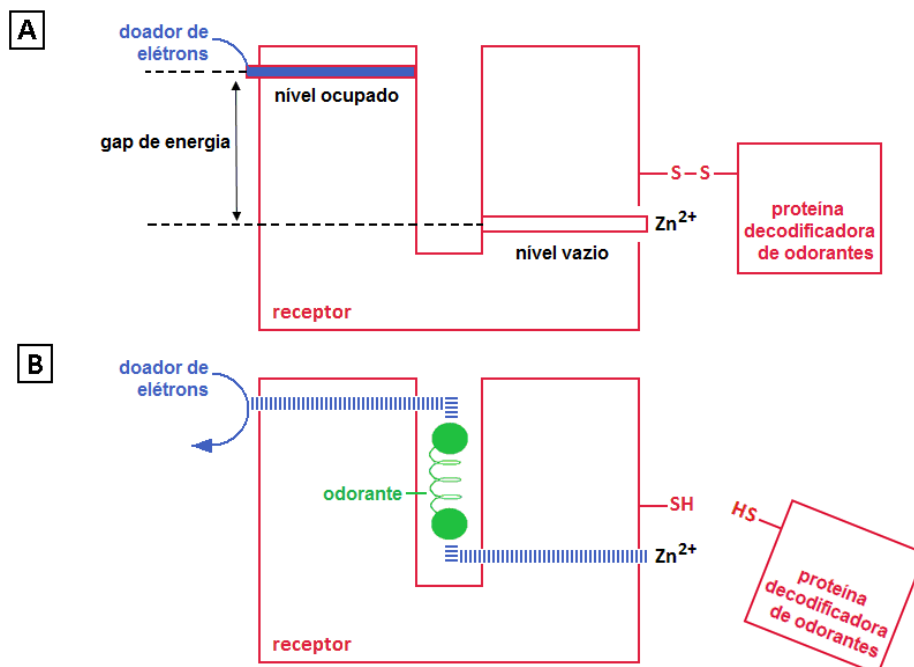 A
doador de
elétrons
nível ocupado
gap de energia
S–S
Zn²⁺
nível vazio
proteína
decodificadora
de odorantes
receptor
B
doador de
elétrons
odorante
SH
HS
Zn²⁺
proteína
decodificadora
de odorantes
receptor